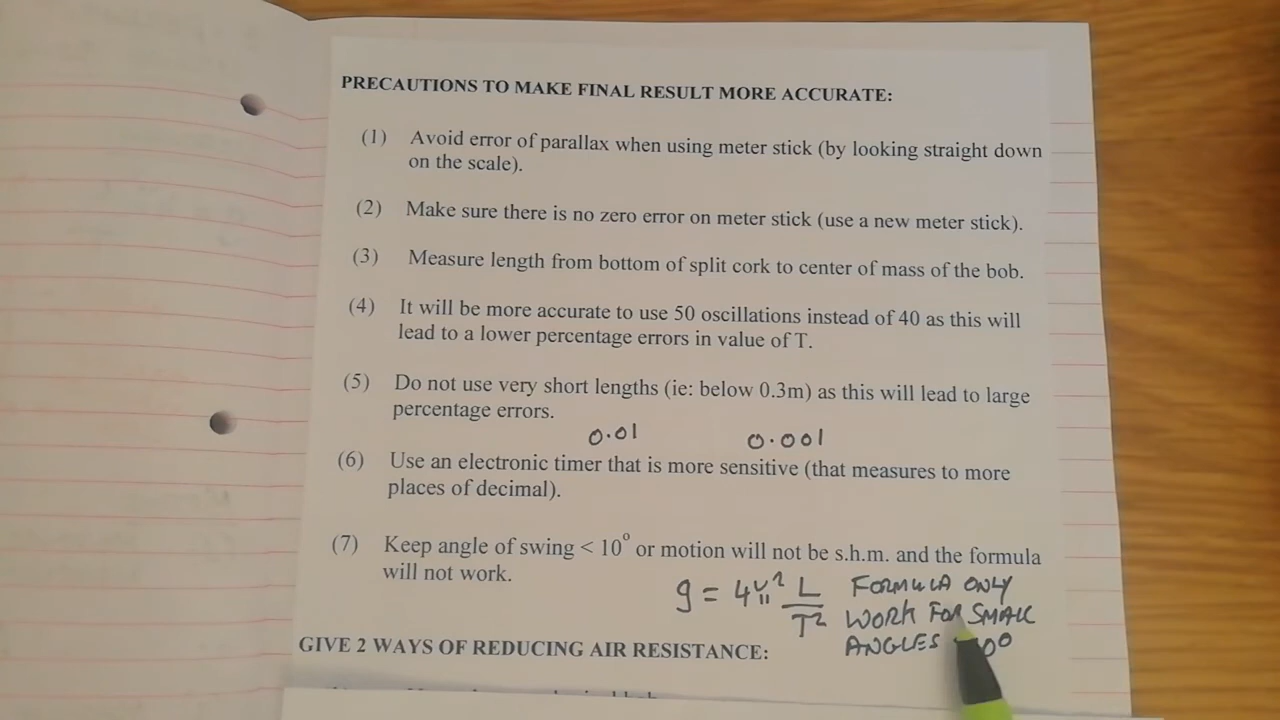 PRECAUTIONS TO MAKE FINAL RESULT MORE ACCURATE:
(1) Avoid error of parallax when using meter stick (by looking straight down
on the scale).
(2) Make sure there is no zero error on meter stick (use a new meter stick).
(3) Measure length from bottom of split cork to center of mass of the bob.
(4) It will be more accurate to use 50 oscillations instead of 40 as this will
lead to a lower percentage errors in value of T.
(5) Do not use very short lengths (ie: below 0.3m) as this will lead to large
percentage errors.
0.01 0.001
(6) Use an electronic timer that is more sensitive (that measures to more
places of decimal).
(7) Keep angle of swing < 10° or motion will not be s.h.m. and the formula
will not work.
g = 4π² L/T² FORMULA ONLY
WORK FOR SMALL
ANGLES
GIVE 2 WAYS OF REDUCING AIR RESISTANCE: